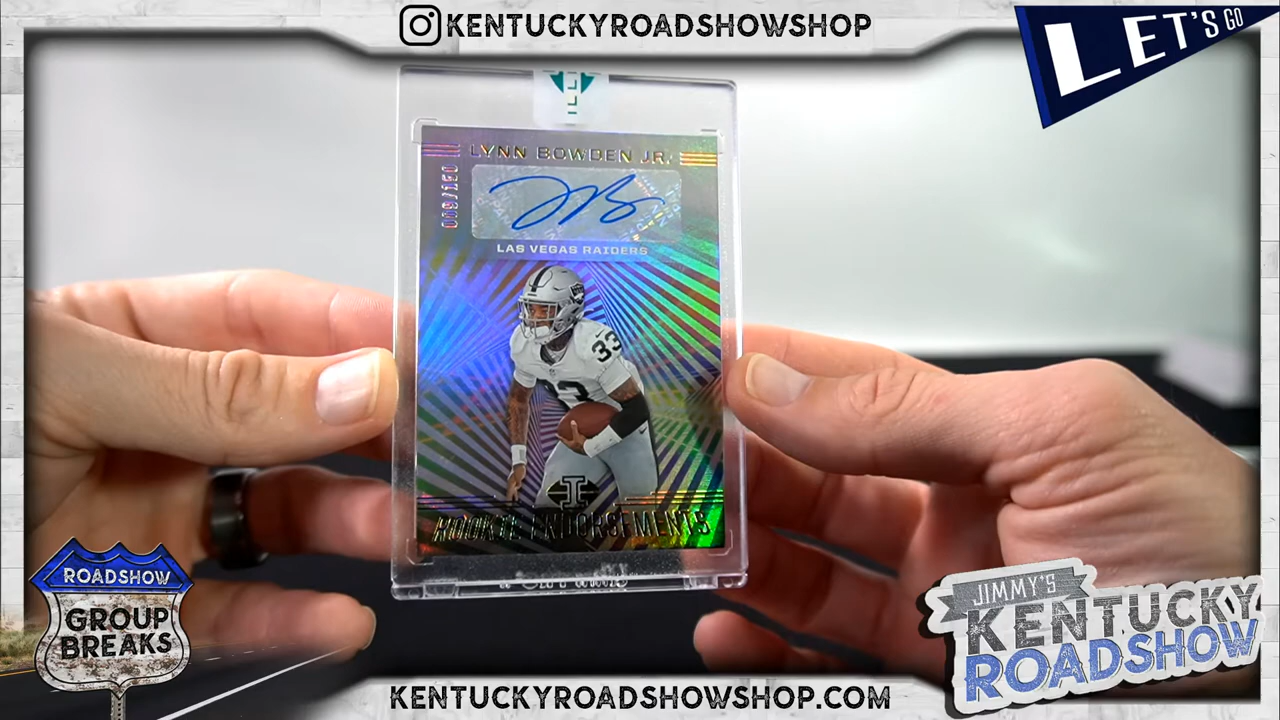 KENTUCKYROADSHOWSHOP
LET'S GO
LYNN BOWDEN JR.
LAS VEGAS RAIDERS
33
33
ROOKIE ENDORSEMENTS
ROADSHOW
GROUP
BREAKS
JIMMY'S
KENTUCKY
ROADSHOW
KENTUCKYROADSHOWSHOP.COM